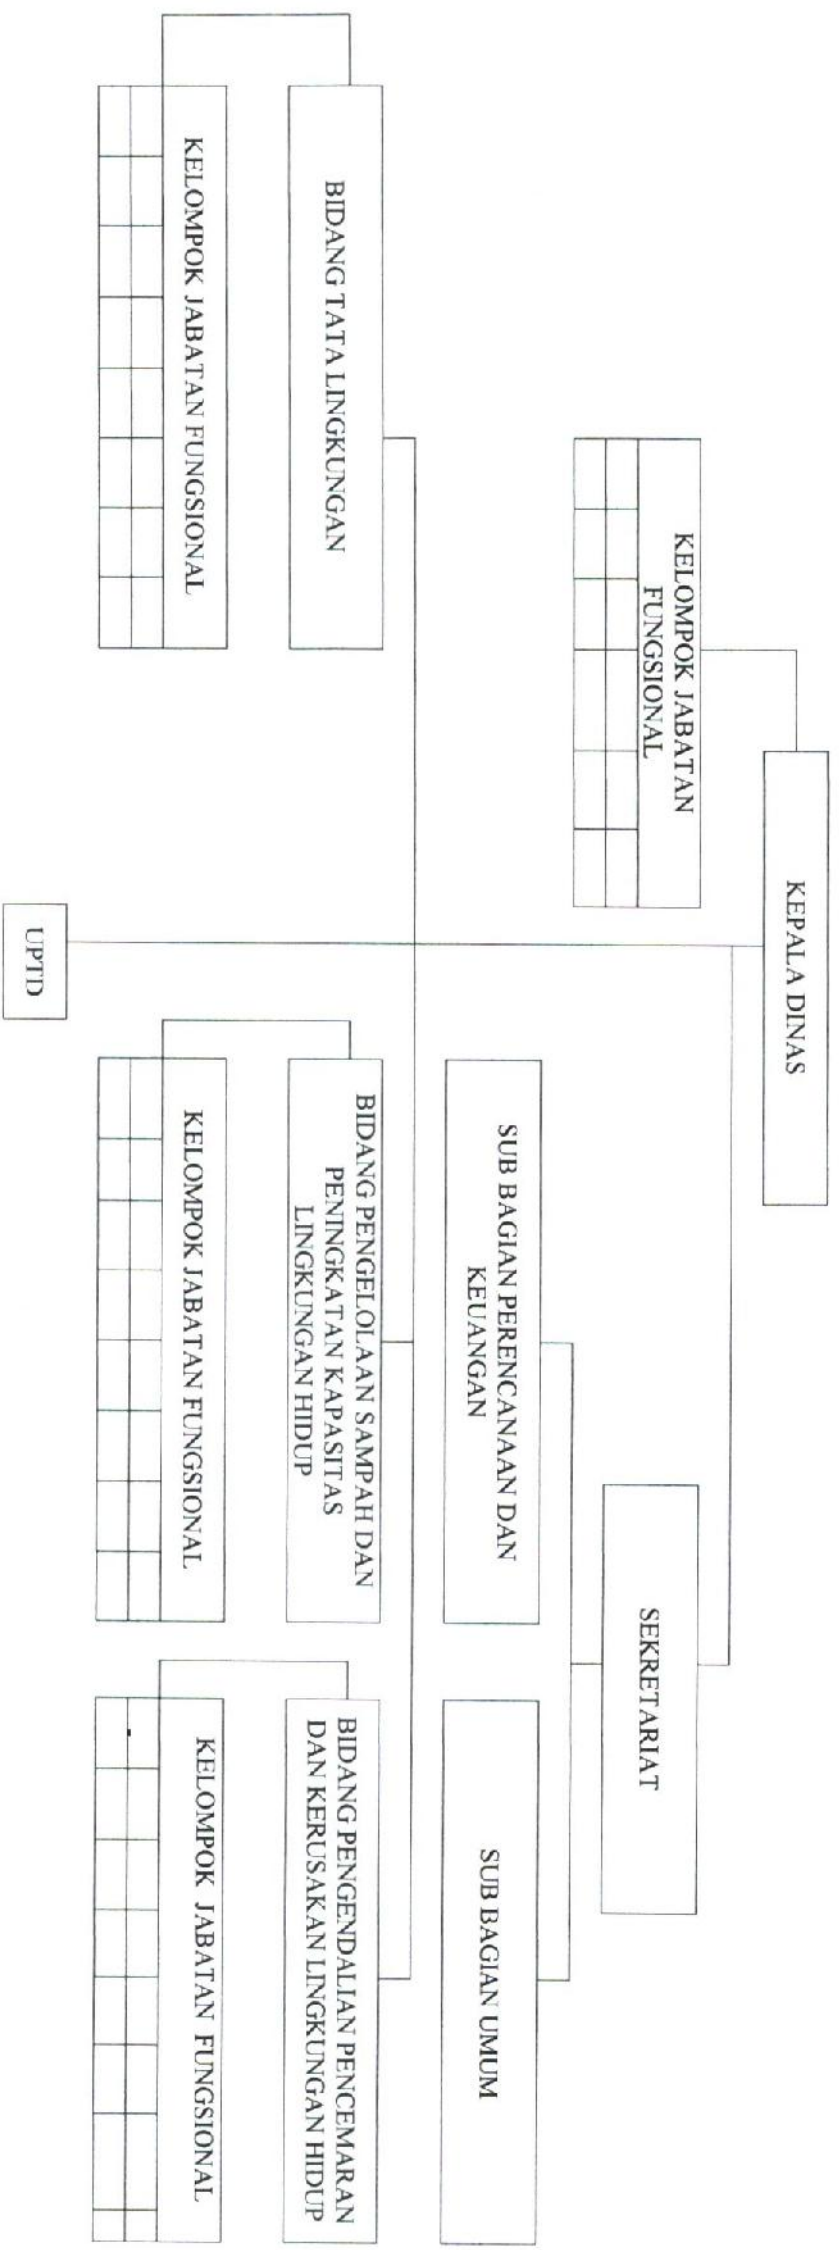 KEPALA DINAS
KELOMPOK JABATAN
FUNGSIONAL
SEKRETARIAT
SUB BAGIAN PERENCANAAN DAN
KEUANGAN
SUB BAGIAN UMUM
BIDANG TATA LINGKUNGAN
BIDANG PENGELOLAAN SAMPAH DAN
PENINGKATAN KAPASITAS
LINGKUNGAN HIDUP
BIDANG PENGENDALIAN PENCEMARAN
DAN KERUSAKAN LINGKUNGAN HIDUP
KELOMPOK JABATAN FUNGSIONAL
KELOMPOK JABATAN FUNGSIONAL
KELOMPOK JABATAN FUNGSIONAL
UPTD